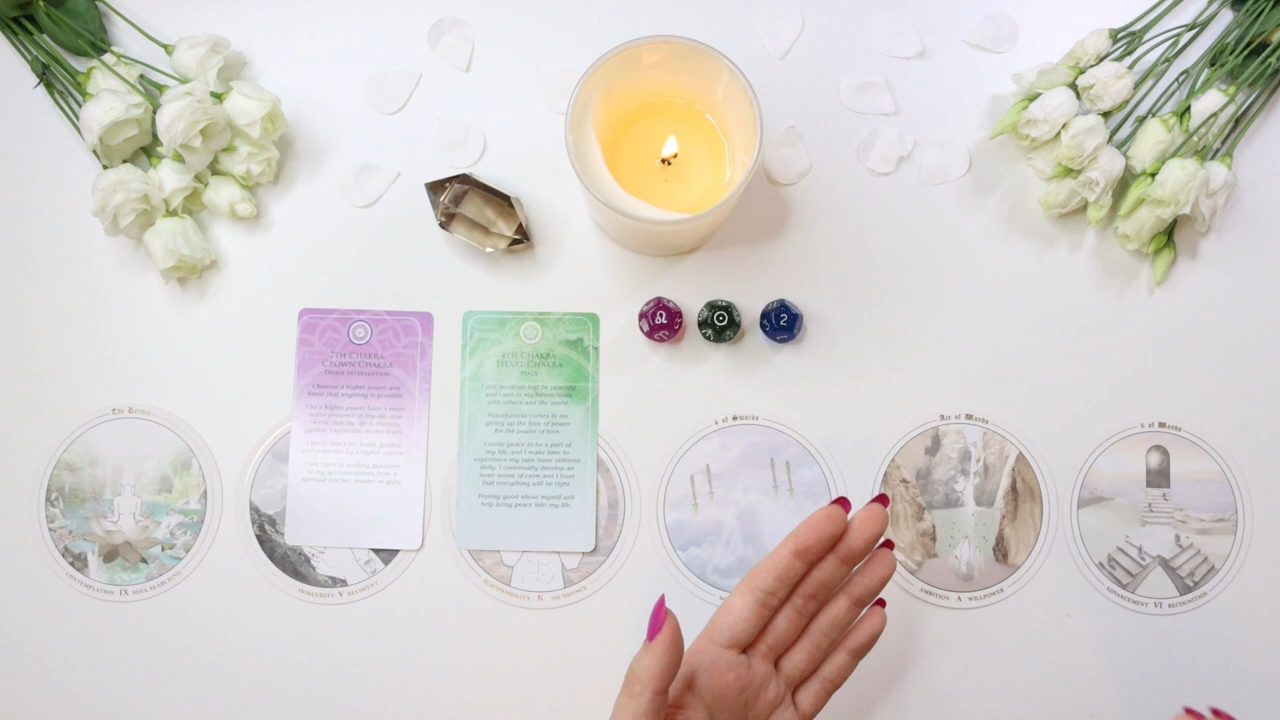 7TH CHAKRA:
CROWN CHAKRA
DIVINE INTERVENTION
I honour a higher power and
know that anything is possible.
I let a higher power have a more
active presence in my life, and
I know that my life is divinely
guided. I surrender to this truth.
I know that I am loved, guided
and protected by a higher source.
I am open to seeking guidance
in my spiritual quests from a
spiritual teacher, master or guru.
4TH CHAKRA:
HEART CHAKRA
PEACE
I will meditate and be peaceful
and calm in my interactions
with others and the world.
Peacefulness comes to me
giving up the love of power
for the power of love.
I invite peace to be a part of
my life, and I make time to
experience my own inner stillness
daily. I continually develop an
inner sense of calm and I trust
that everything will be right.
Feeling good about myself will
help bring peace into my life.
♌
☉
2
1
The Hermit
CONTEMPLATION IX SOUL SEARCHING
INSECURITY V RECOVERY
K ABUNDANCE
4 of Swords
Ace of Wands
AMBITION A WILLPOWER
6 of Wands
ADVANCEMENT VI RECOGNITION